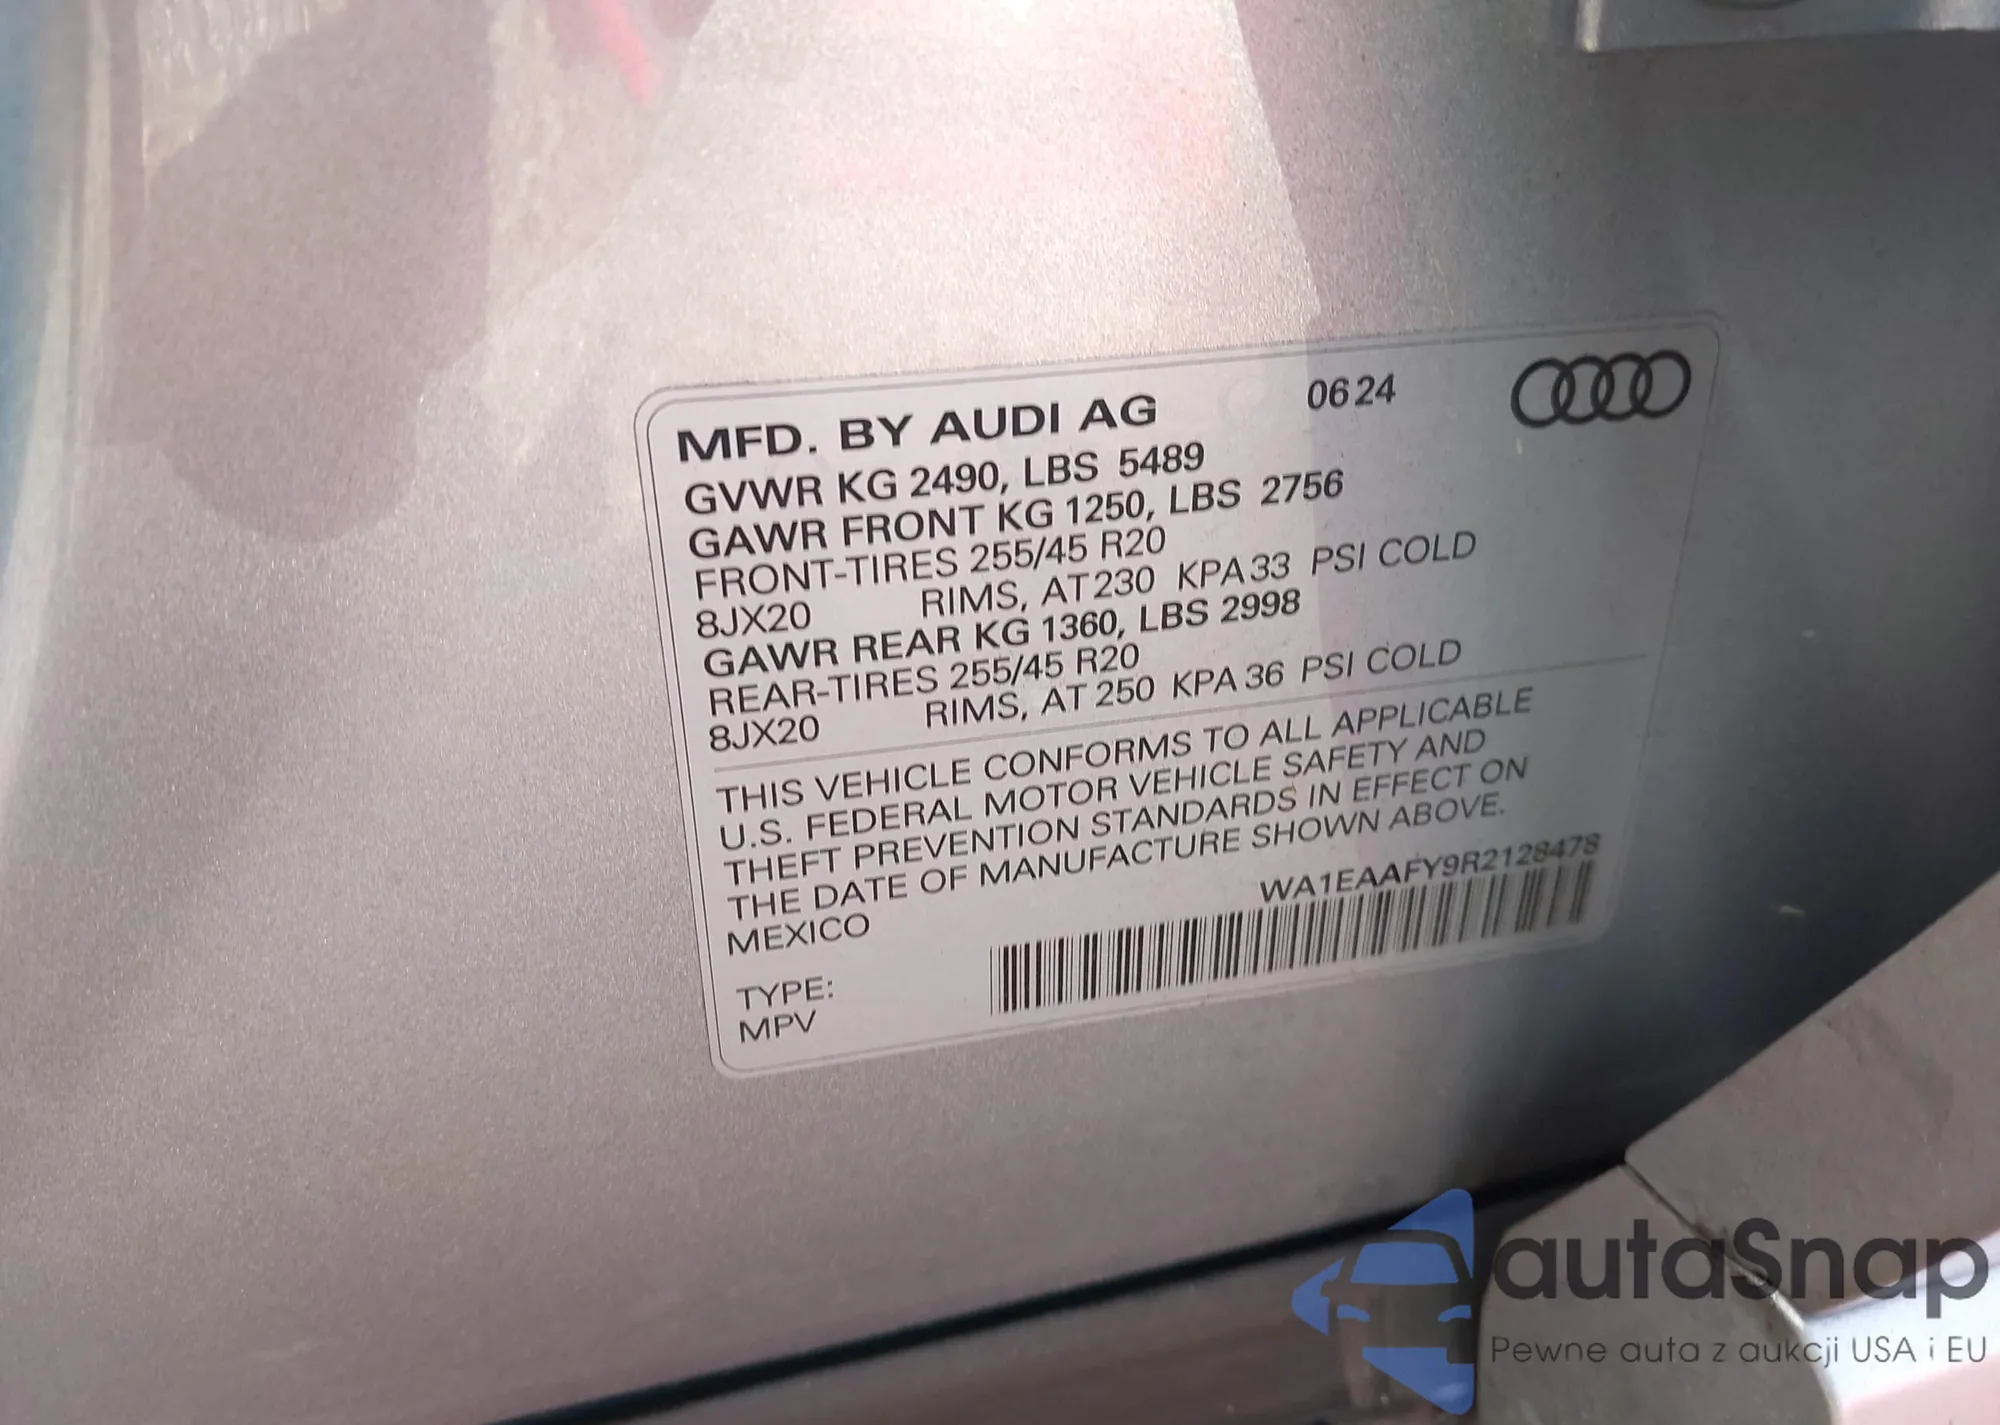 MFD. BY AUDI AG 0624
GVWR KG 2490, LBS 5489
GAWR FRONT KG 1250, LBS 2756
FRONT-TIRES 255/45 R20
8JX20 RIMS, AT 230 KPA 33 PSI COLD
GAWR REAR KG 1360, LBS 2998
REAR-TIRES 255/45 R20
8JX20 RIMS, AT 250 KPA 36 PSI COLD
THIS VEHICLE CONFORMS TO ALL APPLICABLE
U.S. FEDERAL MOTOR VEHICLE SAFETY AND
THEFT PREVENTION STANDARDS IN EFFECT ON
THE DATE OF MANUFACTURE SHOWN ABOVE.
MEXICO WA1EAAFY9R2128478
TYPE:
MPV
autaSnap
Pewne auta z aukcji USA i EU